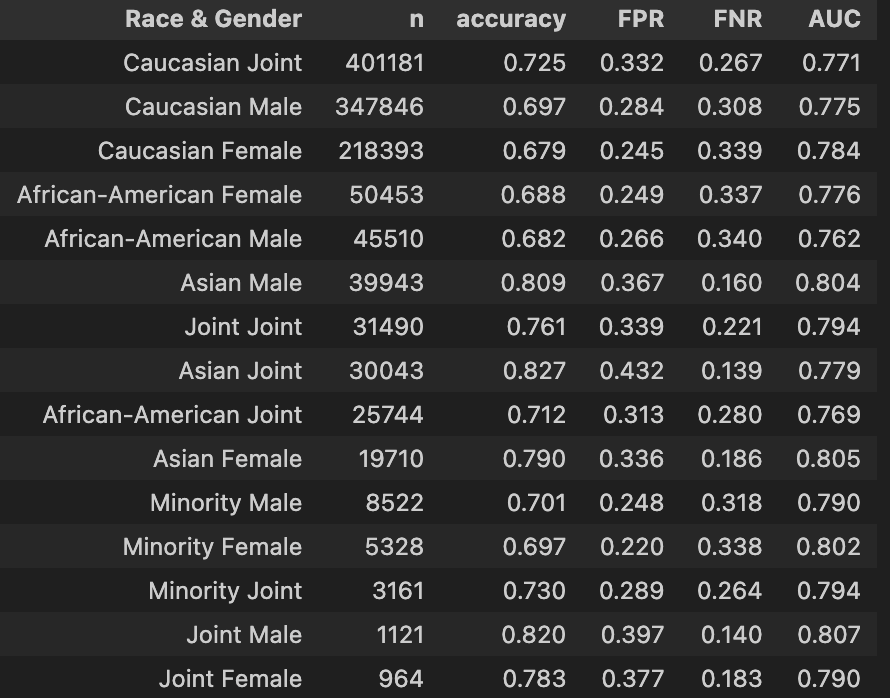 Race & Gender n accuracy FPR FNR AUC
Caucasian Joint 401181 0.725 0.332 0.267 0.771
Caucasian Male 347846 0.697 0.284 0.308 0.775
Caucasian Female 218393 0.679 0.245 0.339 0.784
African-American Female 50453 0.688 0.249 0.337 0.776
African-American Male 45510 0.682 0.266 0.340 0.762
Asian Male 39943 0.809 0.367 0.160 0.804
Joint Joint 31490 0.761 0.339 0.221 0.794
Asian Joint 30043 0.827 0.432 0.139 0.779
African-American Joint 25744 0.712 0.313 0.280 0.769
Asian Female 19710 0.790 0.336 0.186 0.805
Minority Male 8522 0.701 0.248 0.318 0.790
Minority Female 5328 0.697 0.220 0.338 0.802
Minority Joint 3161 0.730 0.289 0.264 0.794
Joint Male 1121 0.820 0.397 0.140 0.807
Joint Female 964 0.783 0.377 0.183 0.790